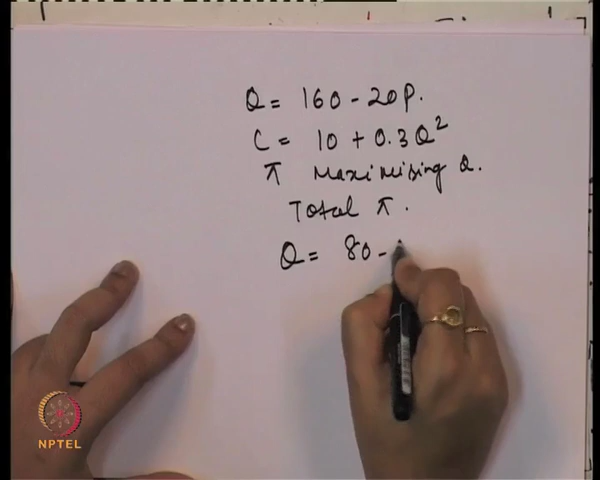 Q = 160 - 20P.
C = 10 + 0.3Q²
π Maximising Q.
Total π.
Q = 80 -
NPTEL